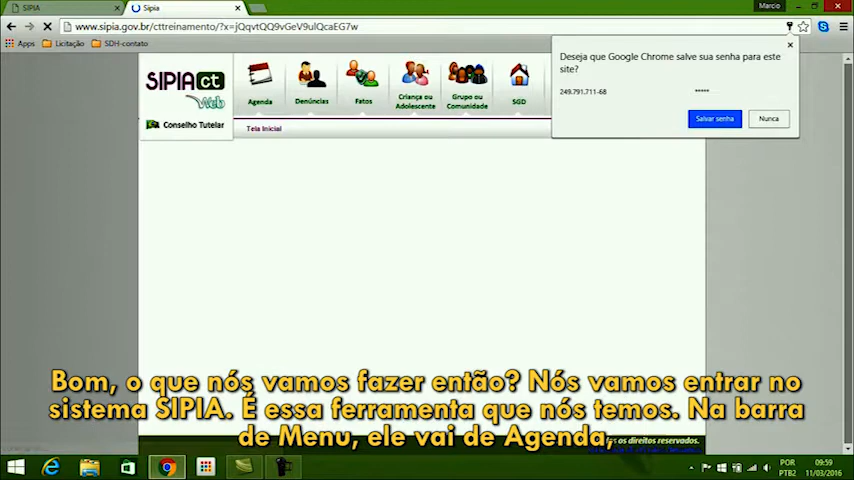 SIPIA
Sipia
Marcio
www.sipia.gov.br/cttreinamento/?x=jQqvtQQ9vGeV9ulQcaEG7w
Apps Licitação SDH-contato
Deseja que Google Chrome salve sua senha para este
site?
249.791.711-68 *****
Salvar senha Nunca
SIPIA ct
Web
Conselho Tutelar
Agenda Denúncias Fatos Criança ou Adolescente Grupo ou Comunidade SGD
Tela Inicial
Bom, o que nós vamos fazer então? Nós vamos entrar no
sistema SIPIA. É essa ferramenta que nós temos. Na barra
de Menu, ele vai de Agenda,
os os direitos reservados.
POR 09:59
PTB2 11/03/2016